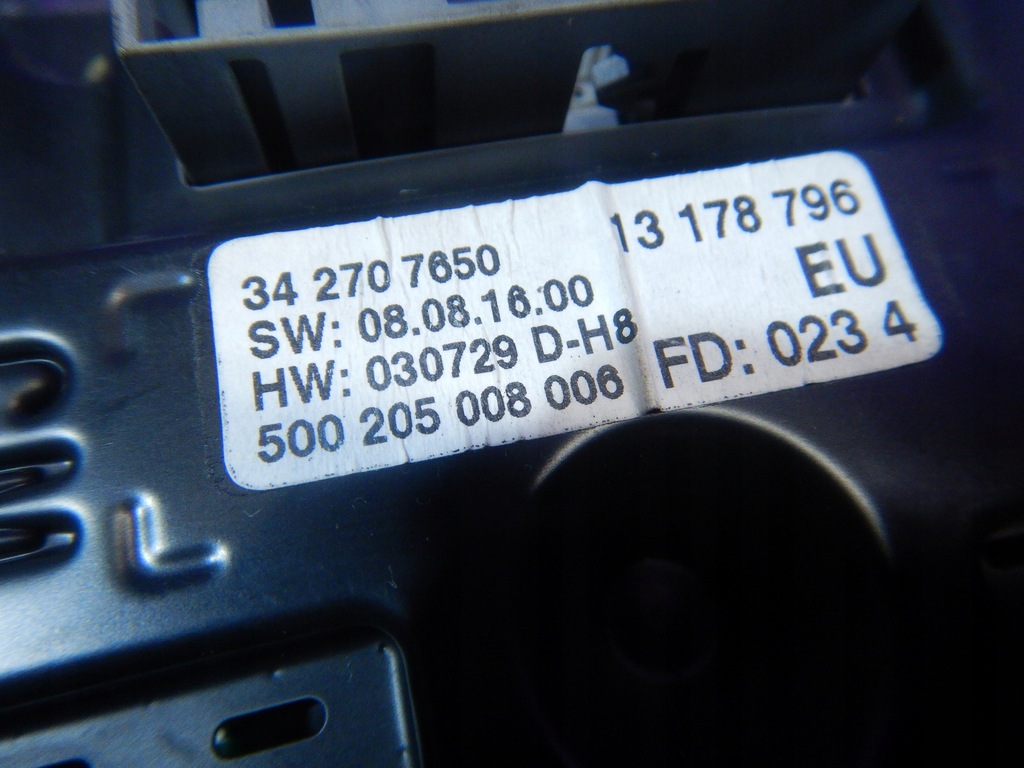 34 270 7650
13 178 796
SW: 08.08.16.00
EU
HW: 030729 D-H8
FD: 023 4
500 205 008 006